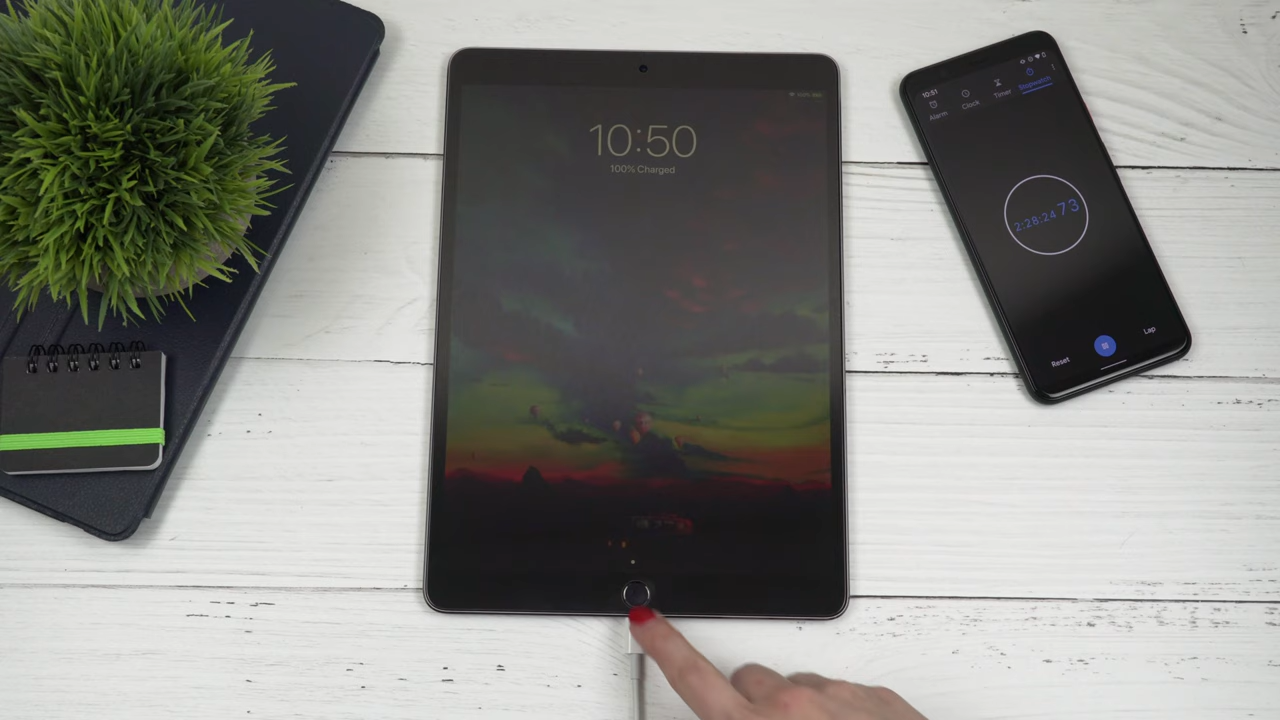 10:50
100% Charged
10:51
Alarm
Clock
Timer
Stopwatch
2:28:24 73
Reset
Lap